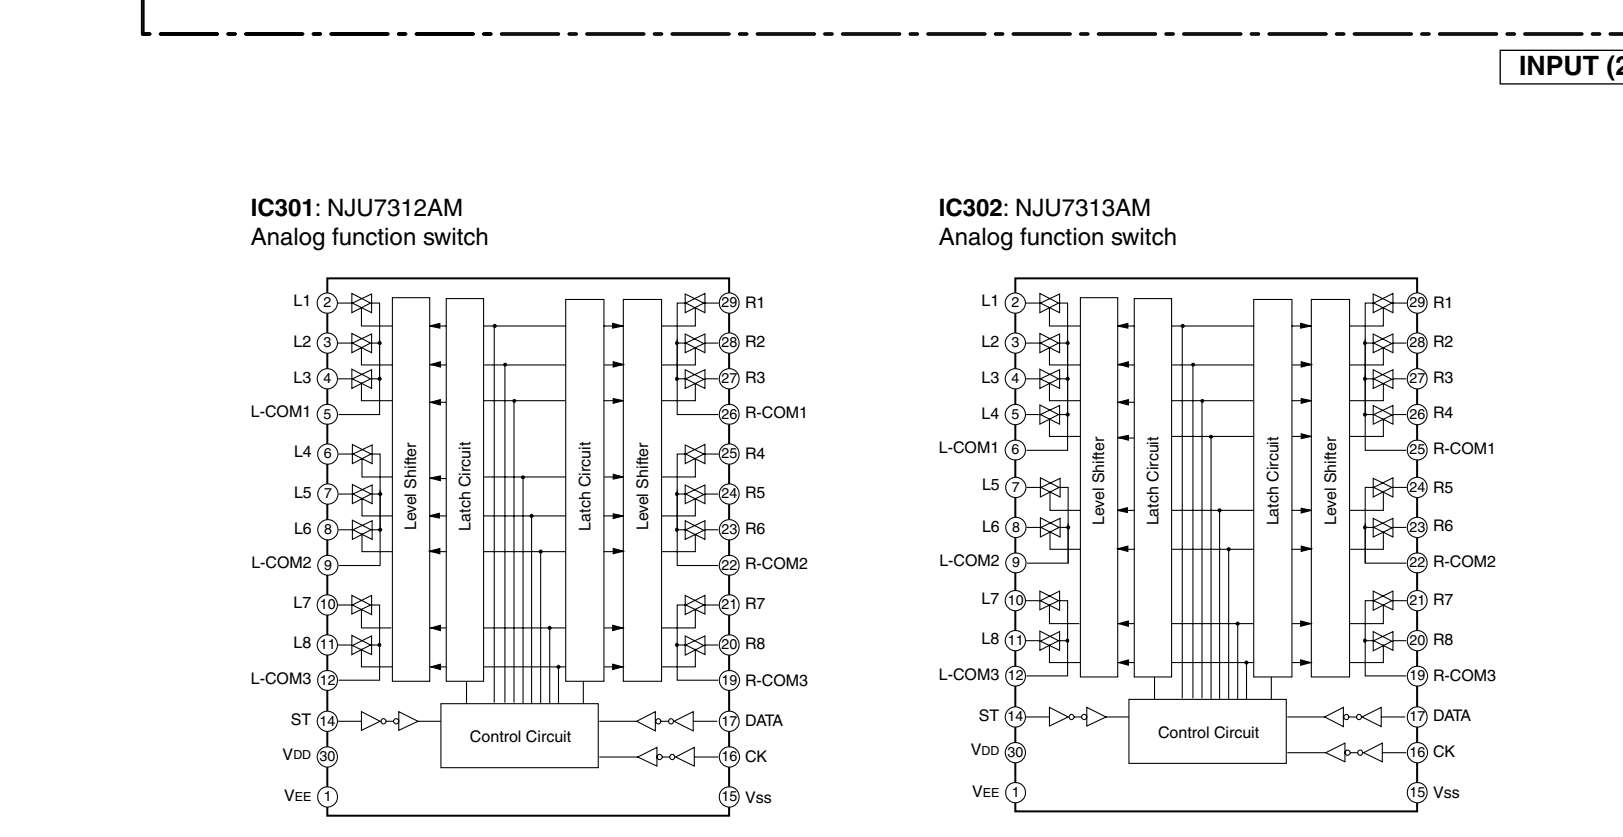 INPUT (2
IC301: NJU7312AM
Analog function switch
L1 2
L2 3
L3 4
L-COM1 5
L4 6
L5 7
L6 8
L-COM2 9
L7 10
L8 11
L-COM3 12
ST 14
VDD 30
VEE 1
Level Shifter
Latch Circuit
Latch Circuit
Level Shifter
Control Circuit
29 R1
28 R2
27 R3
26 R-COM1
25 R4
24 R5
23 R6
22 R-COM2
21 R7
20 R8
19 R-COM3
17 DATA
16 CK
15 Vss
IC302: NJU7313AM
Analog function switch
L1 2
L2 3
L3 4
L4 5
L-COM1 6
L5 7
L6 8
L-COM2 9
L7 10
L8 11
L-COM3 12
ST 14
VDD 30
VEE 1
Level Shifter
Latch Circuit
Latch Circuit
Level Shifter
Control Circuit
29 R1
28 R2
27 R3
26 R4
25 R-COM1
24 R5
23 R6
22 R-COM2
21 R7
20 R8
19 R-COM3
17 DATA
16 CK
15 Vss